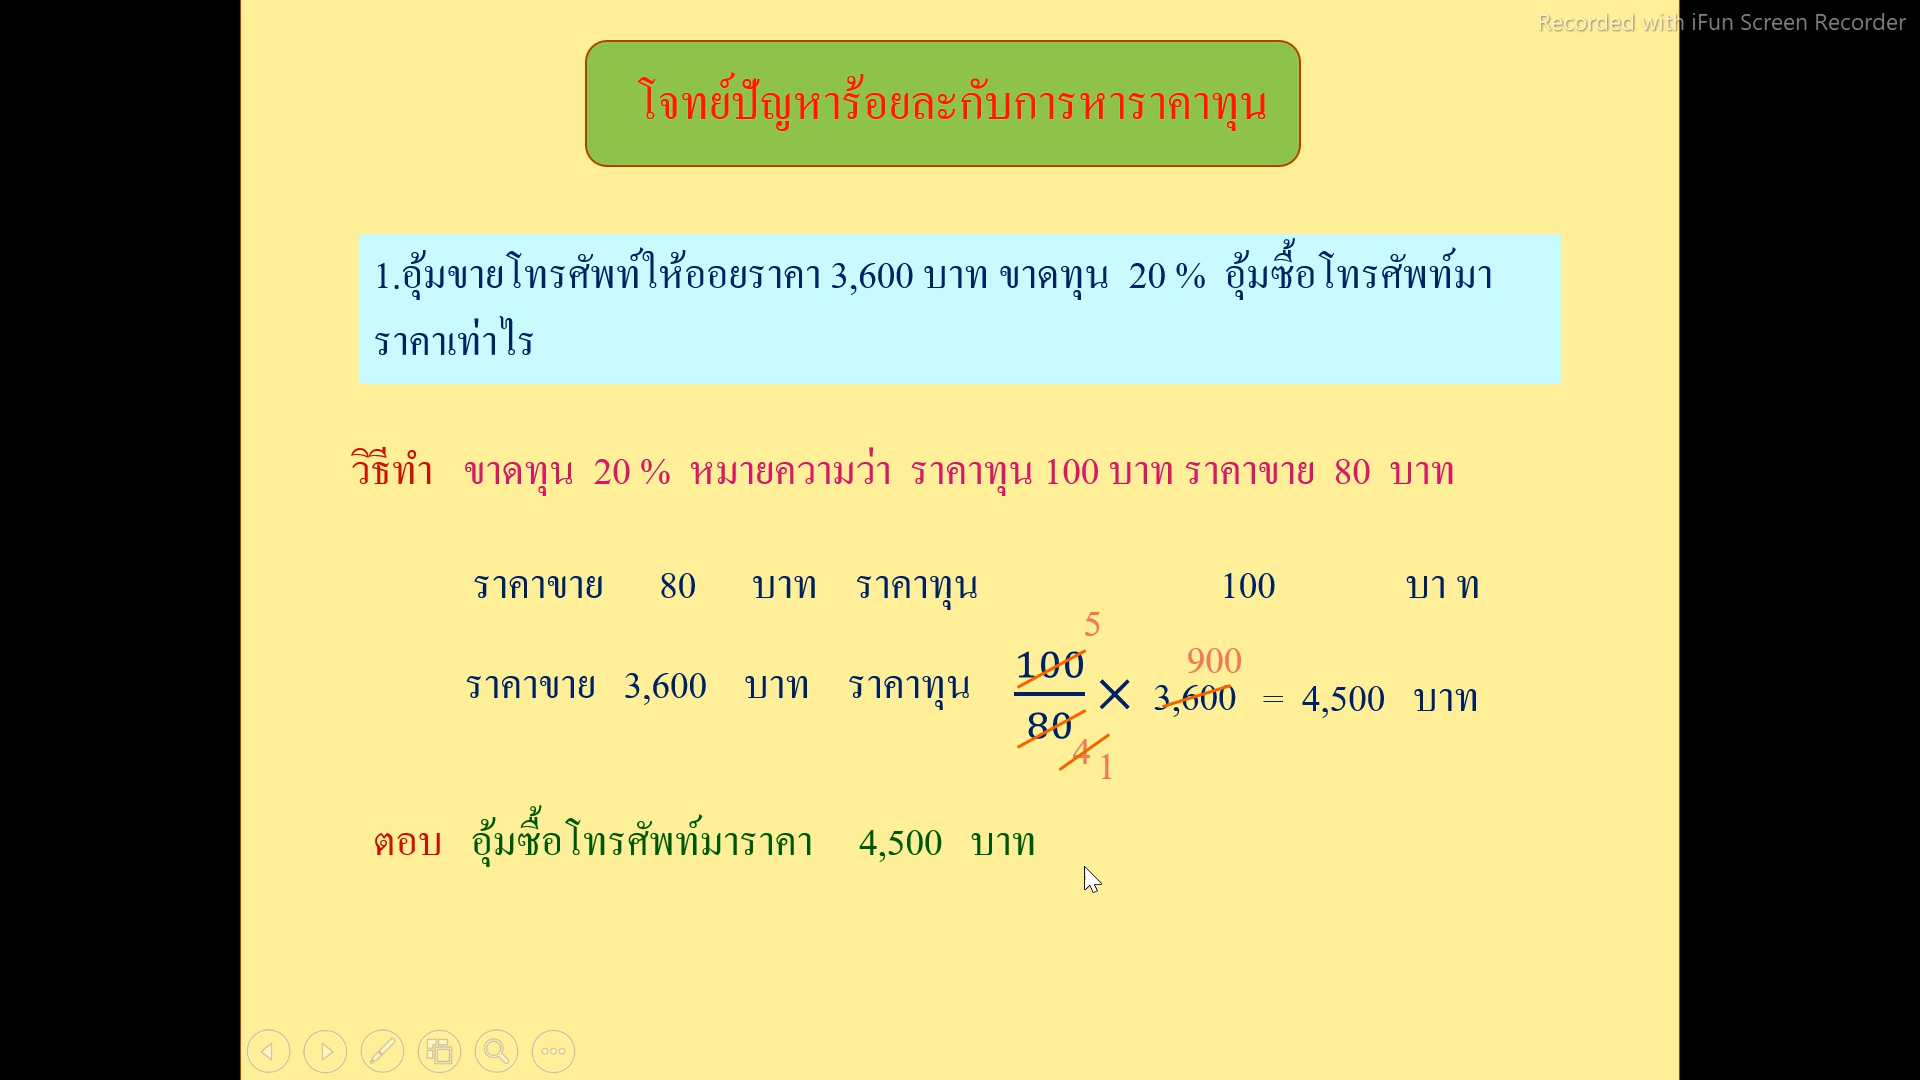 Recorded with iFun Screen Recorder
โจทย์ปัญหาร้อยละกับการหาราคาทุน
1.อุ้มขายโทรศัพท์ให้ออยราคา 3,600 บาท ขาดทุน 20 % อุ้มซื้อโทรศัพท์มา
ราคาเท่าไร
วิธีทำ ขาดทุน 20 % หมายความว่า ราคาทุน 100 บาท ราคาขาย 80 บาท
ราคาขาย 80 บาท ราคาทุน 100 บา ท
5
900
ราคาขาย 3,600 บาท ราคาทุน 100/80 × 3,600 = 4,500 บาท
4 1
ตอบ อุ้มซื้อโทรศัพท์มาราคา 4,500 บาท